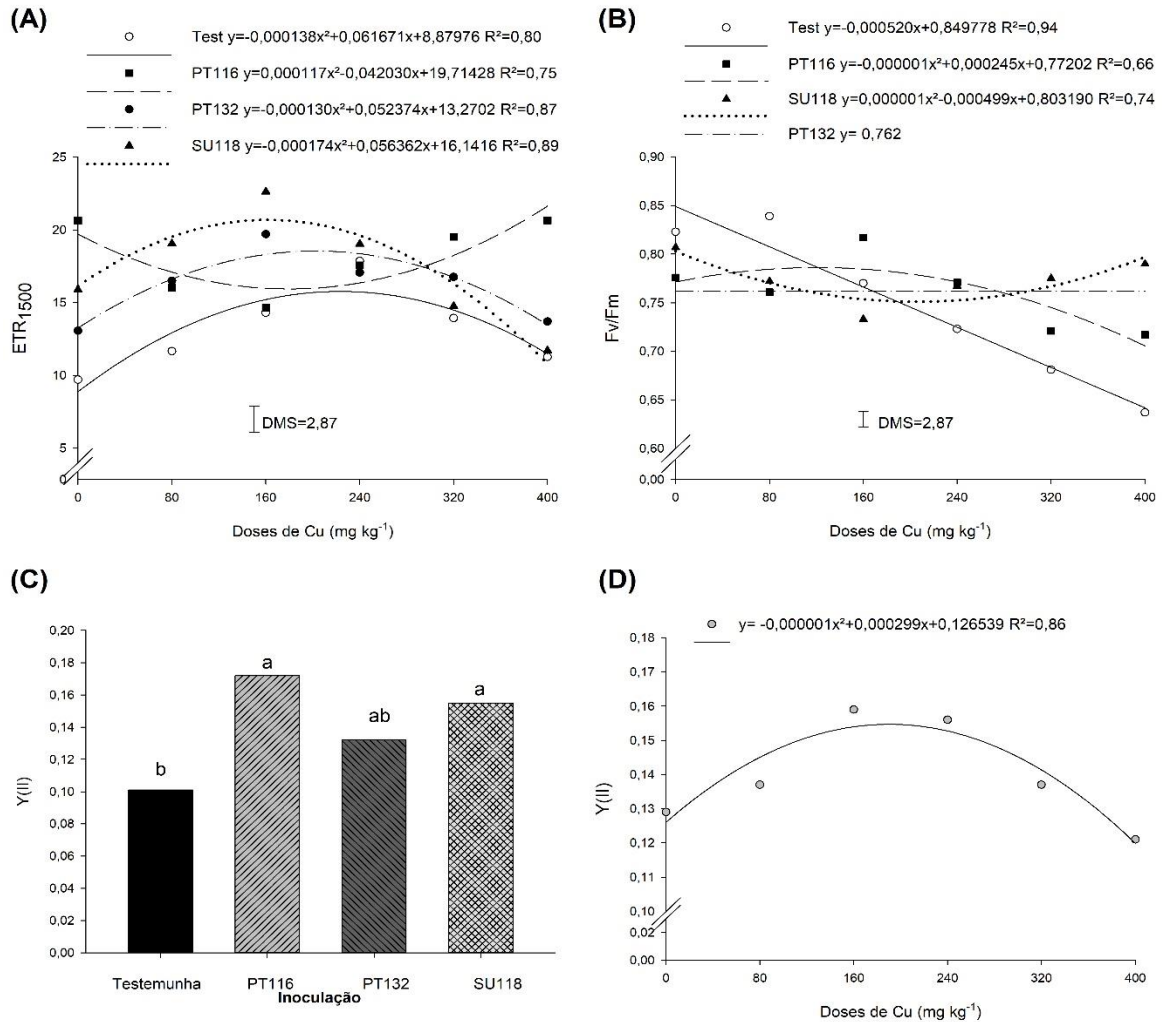 (A)
Test y=-0,000138x²+0,061671x+8,87976 R²=0,80
PT116 y=0,000117x²-0,042030x+19,71428 R²=0,75
PT132 y=-0,000130x²+0,052374x+13,2702 R²=0,87
SU118 y=-0,000174x²+0,056362x+16,1416 R²=0,89
25
20
15
10
5
0
ETR1500
DMS=2,87
0 80 160 240 320 400
Doses de Cu (mg kg⁻¹)
(B)
Test y=-0,000520x+0,849778 R²=0,94
PT116 y=-0,000001x²+0,000245x+0,77202 R²=0,66
SU118 y=0,000001x²-0,000499x+0,803190 R²=0,74
PT132 y= 0,762
0,90
0,85
0,80
0,75
0,70
0,65
0,60
0,00
Fv/Fm
DMS=2,87
0 80 160 240 320 400
Doses de Cu (mg kg⁻¹)
(C)
0,20
0,18
0,16
0,14
0,12
0,10
0,08
0,06
0,04
0,02
0,00
Y(II)
b a ab a
Testemunha PT116 PT132 SU118
Inoculação
(D)
y= -0,000001x²+0,000299x+0,126539 R²=0,86
0,18
0,17
0,16
0,15
0,14
0,13
0,12
0,10
0,02
0,00
Y(II)
0 80 160 240 320 400
Doses de Cu (mg kg⁻¹)